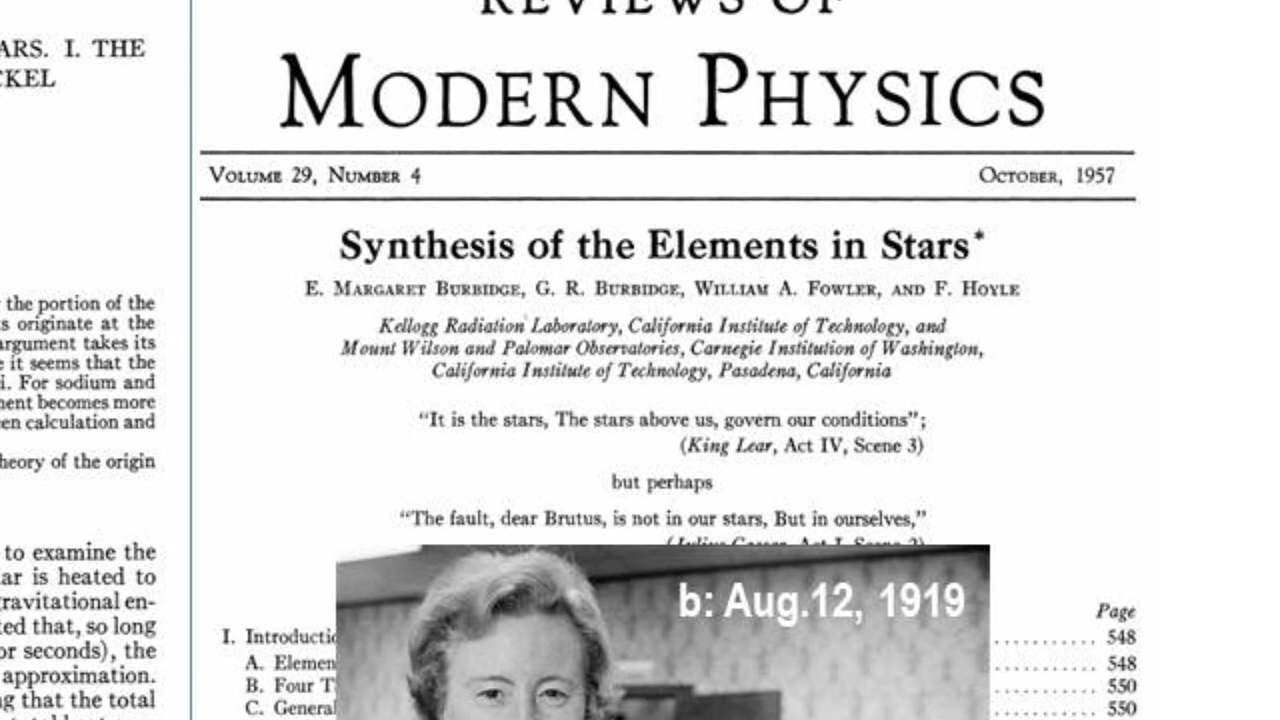 ARS. I. THE
CKEL
the portion of the
s originate at the
argument takes its
it seems that the
i. For sodium and
ment becomes more
en calculation and
heory of the origin
to examine the
ar is heated to
ravitational en-
ted that, so long
or seconds), the
approximation.
ng that the total
REVIEWS OF
MODERN PHYSICS
VOLUME 29, NUMBER 4 OCTOBER, 1957
Synthesis of the Elements in Stars*
E. MARGARET BURBIDGE, G. R. BURBIDGE, WILLIAM A. FOWLER, AND F. HOYLE
Kellogg Radiation Laboratory, California Institute of Technology, and
Mount Wilson and Palomar Observatories, Carnegie Institution of Washington,
California Institute of Technology, Pasadena, California
"It is the stars, The stars above us, govern our conditions";
(King Lear, Act IV, Scene 3)
but perhaps
"The fault, dear Brutus, is not in our stars, But in ourselves,"
b: Aug.12, 1919
Page
I. Introductio .......... 548
A. Elemen .......... 548
B. Four T .......... 550
C. General .......... 550